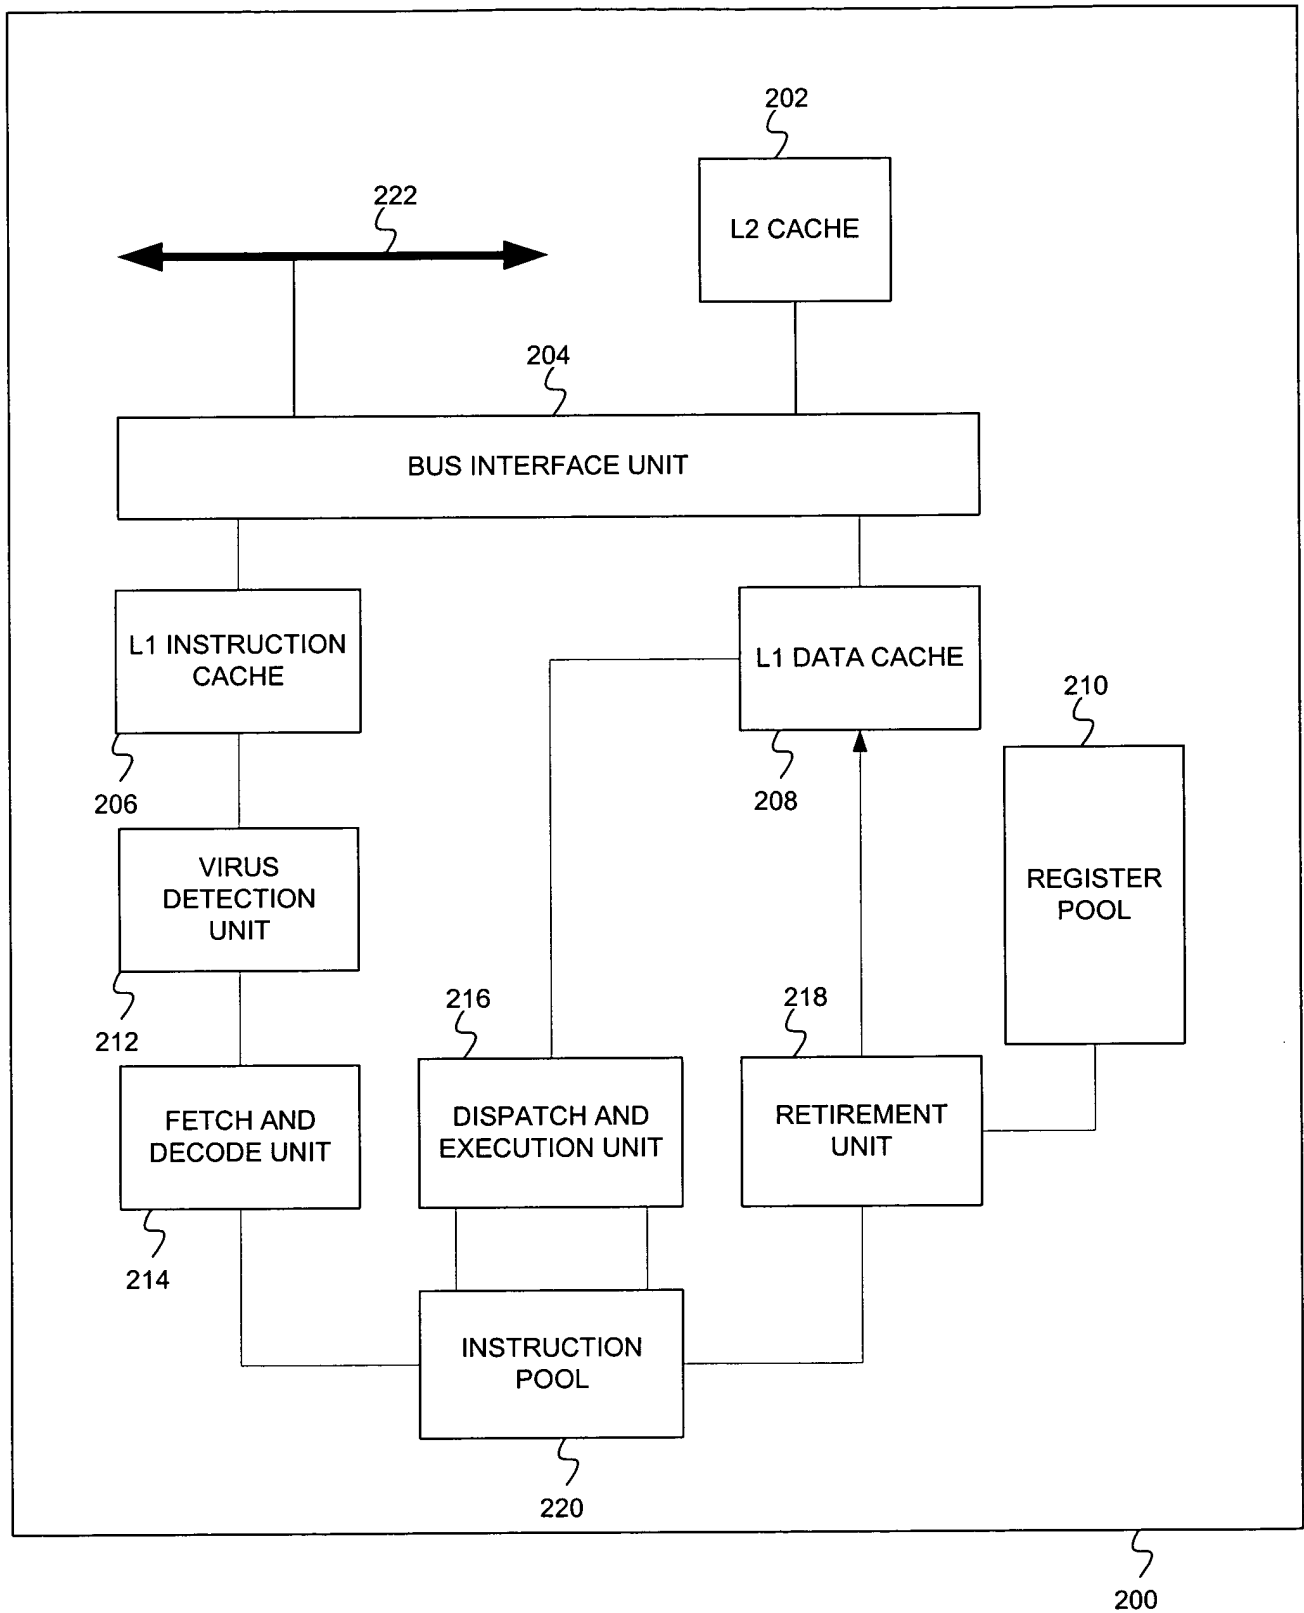 202
222
L2 CACHE
204
BUS INTERFACE UNIT
L1 INSTRUCTION
CACHE
L1 DATA CACHE
210
206
208
VIRUS
DETECTION
UNIT
REGISTER
POOL
212
216
218
FETCH AND
DECODE UNIT
DISPATCH AND
EXECUTION UNIT
RETIREMENT
UNIT
214
INSTRUCTION
POOL
220
200